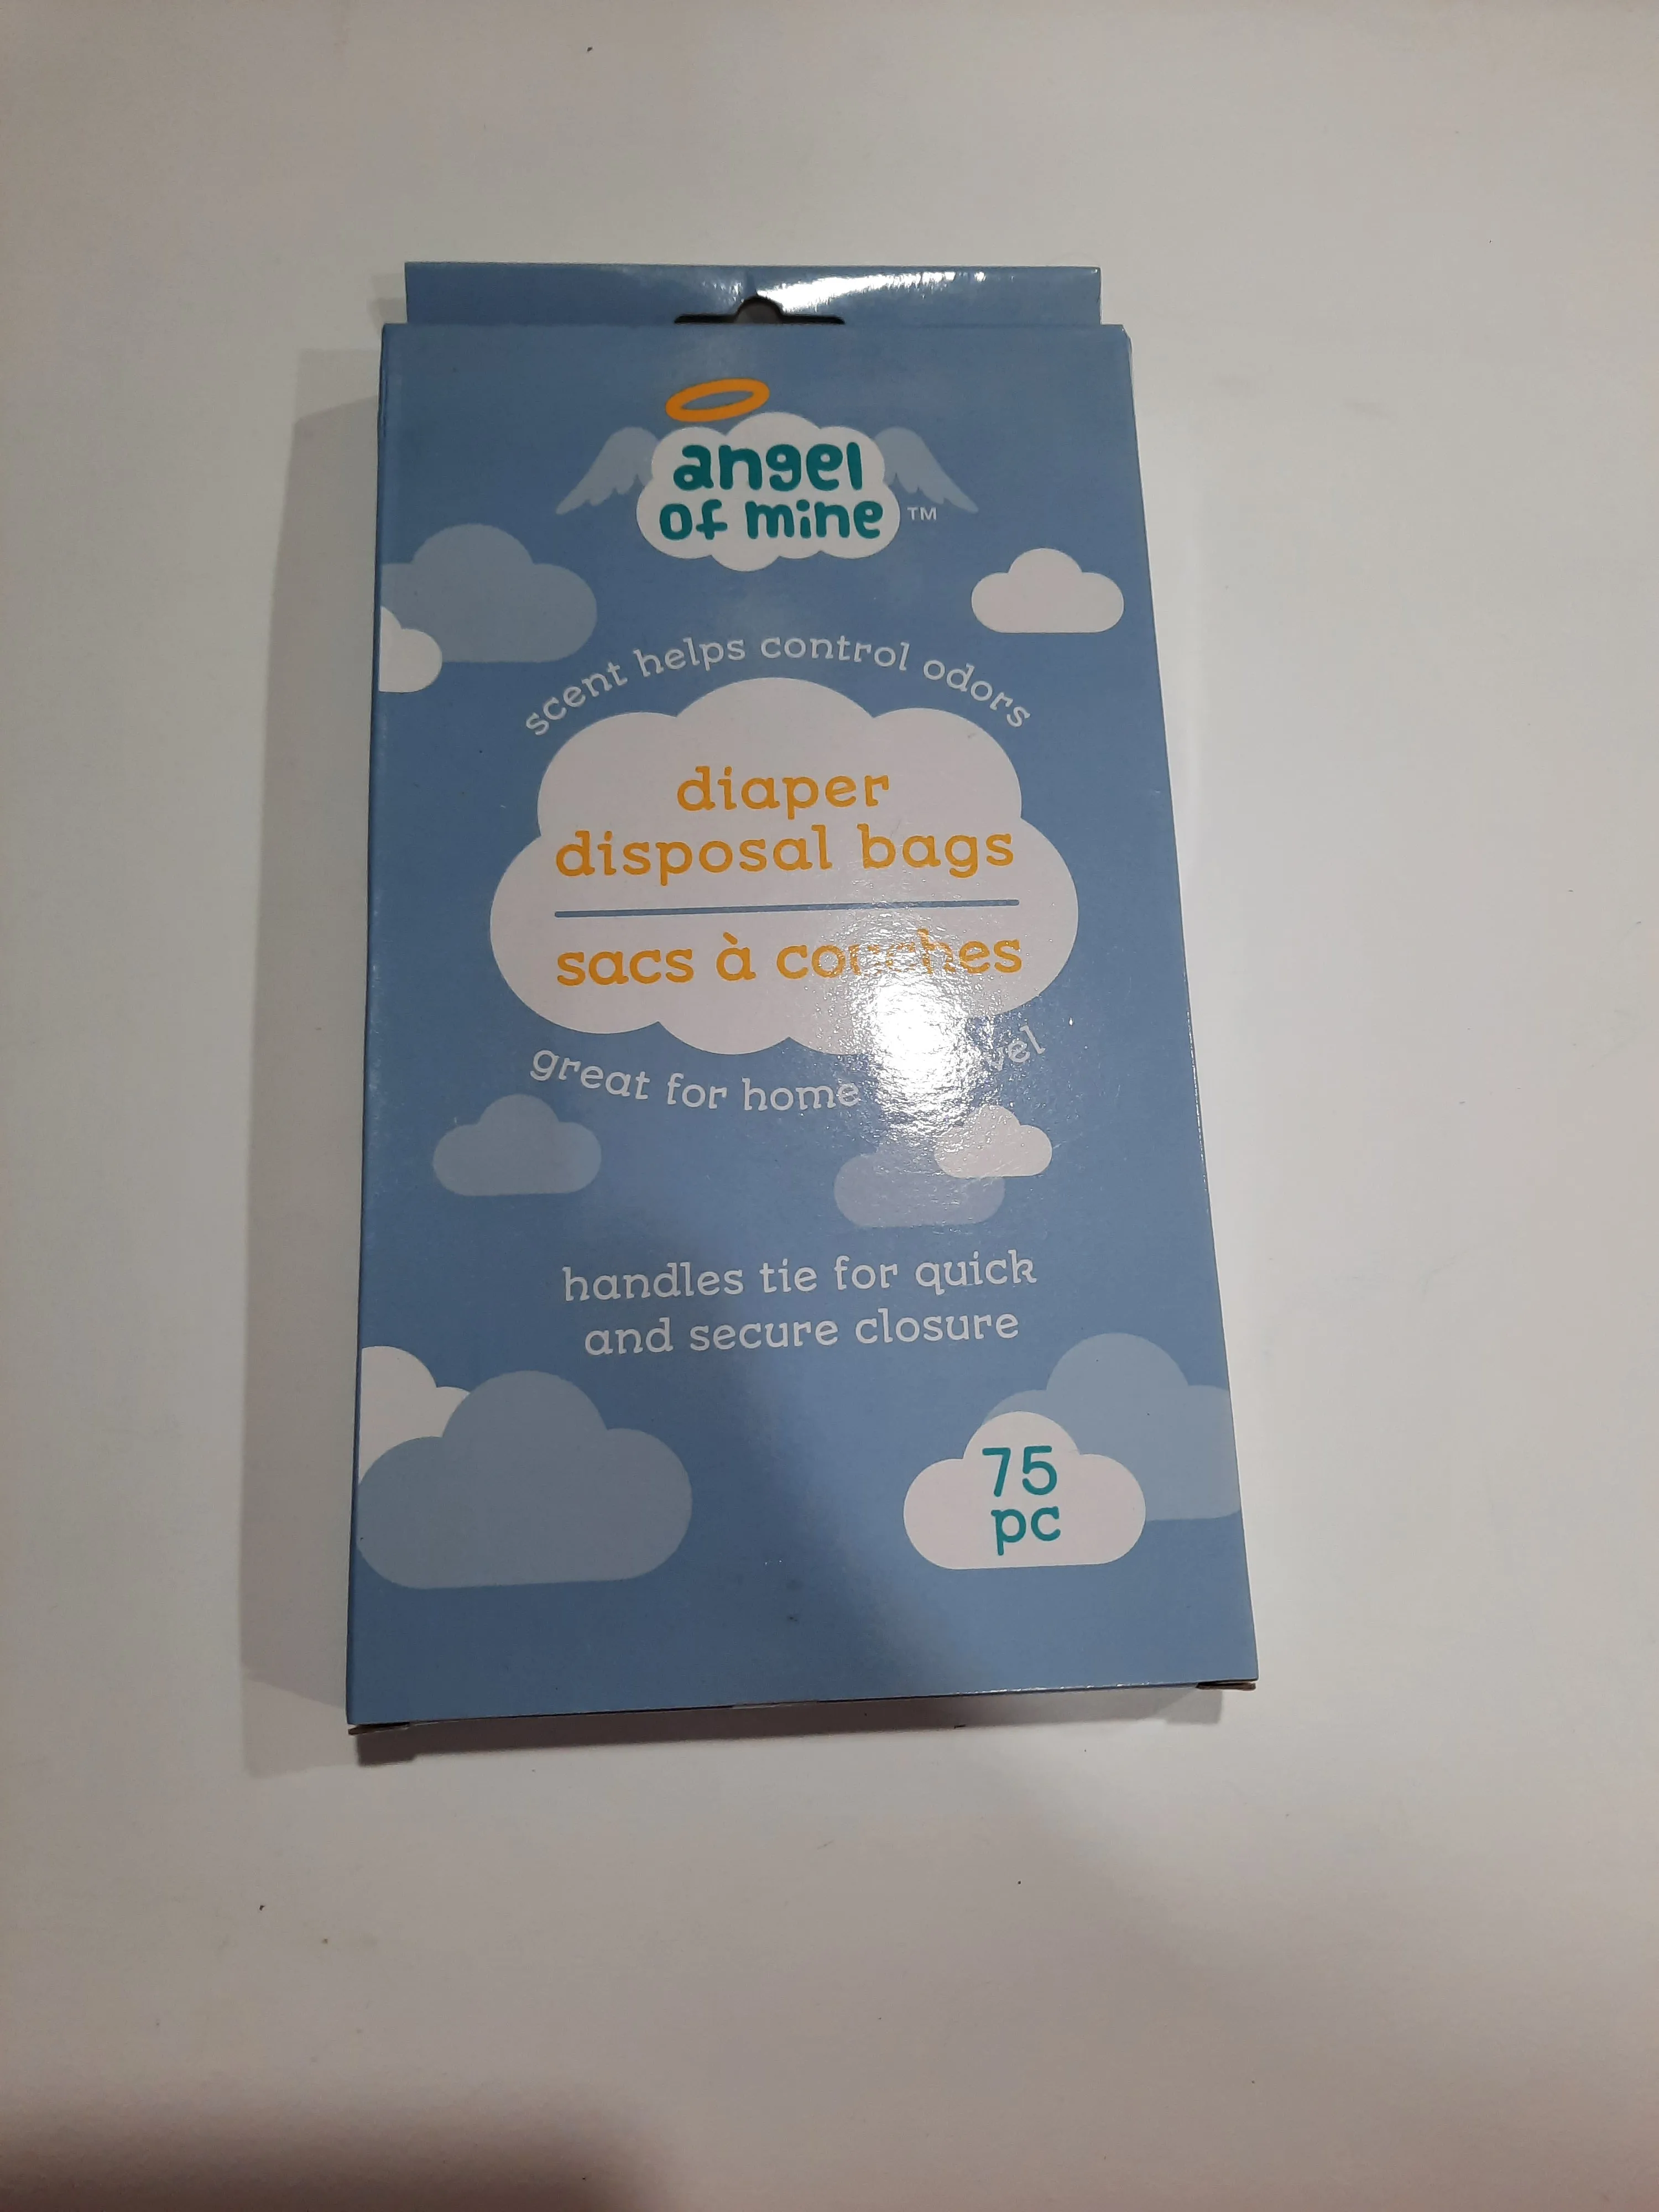 angel
of mine TM
scent helps control odors
diaper
disposal bags
sacs à couches
great for home
handles tie for quick
and secure closure
75
pc